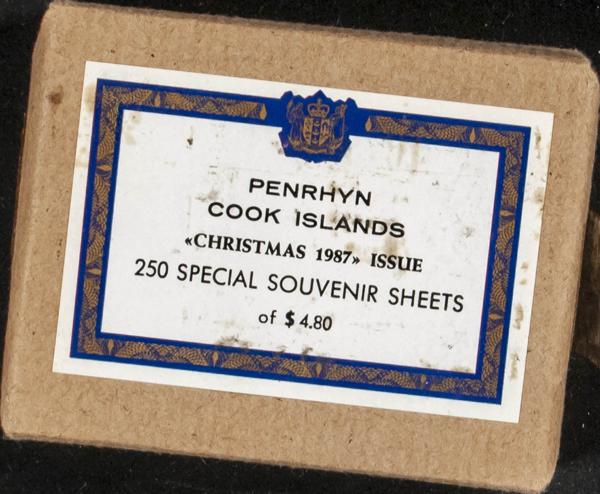 PENRHYN
COOK ISLANDS
«CHRISTMAS 1987» ISSUE
250 SPECIAL SOUVENIR SHEETS
of $4.80